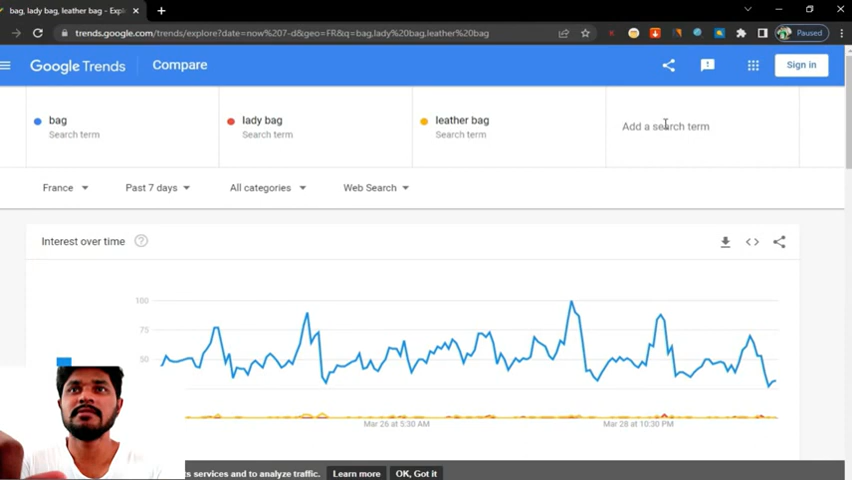 bag, lady bag, leather bag - Expl
trends.google.com/trends/explore?date=now%207-d&geo=FR&q=bag,lady%20bag,leather%20bag
Paused
Google Trends
Compare
Sign in
bag
Search term
lady bag
Search term
leather bag
Search term
Add a search term
France
Past 7 days
All categories
Web Search
Interest over time
100
75
50
Mar 26 at 5:30 AM
Mar 28 at 10:30 PM
ts services and to analyze traffic.
Learn more
OK, Got it